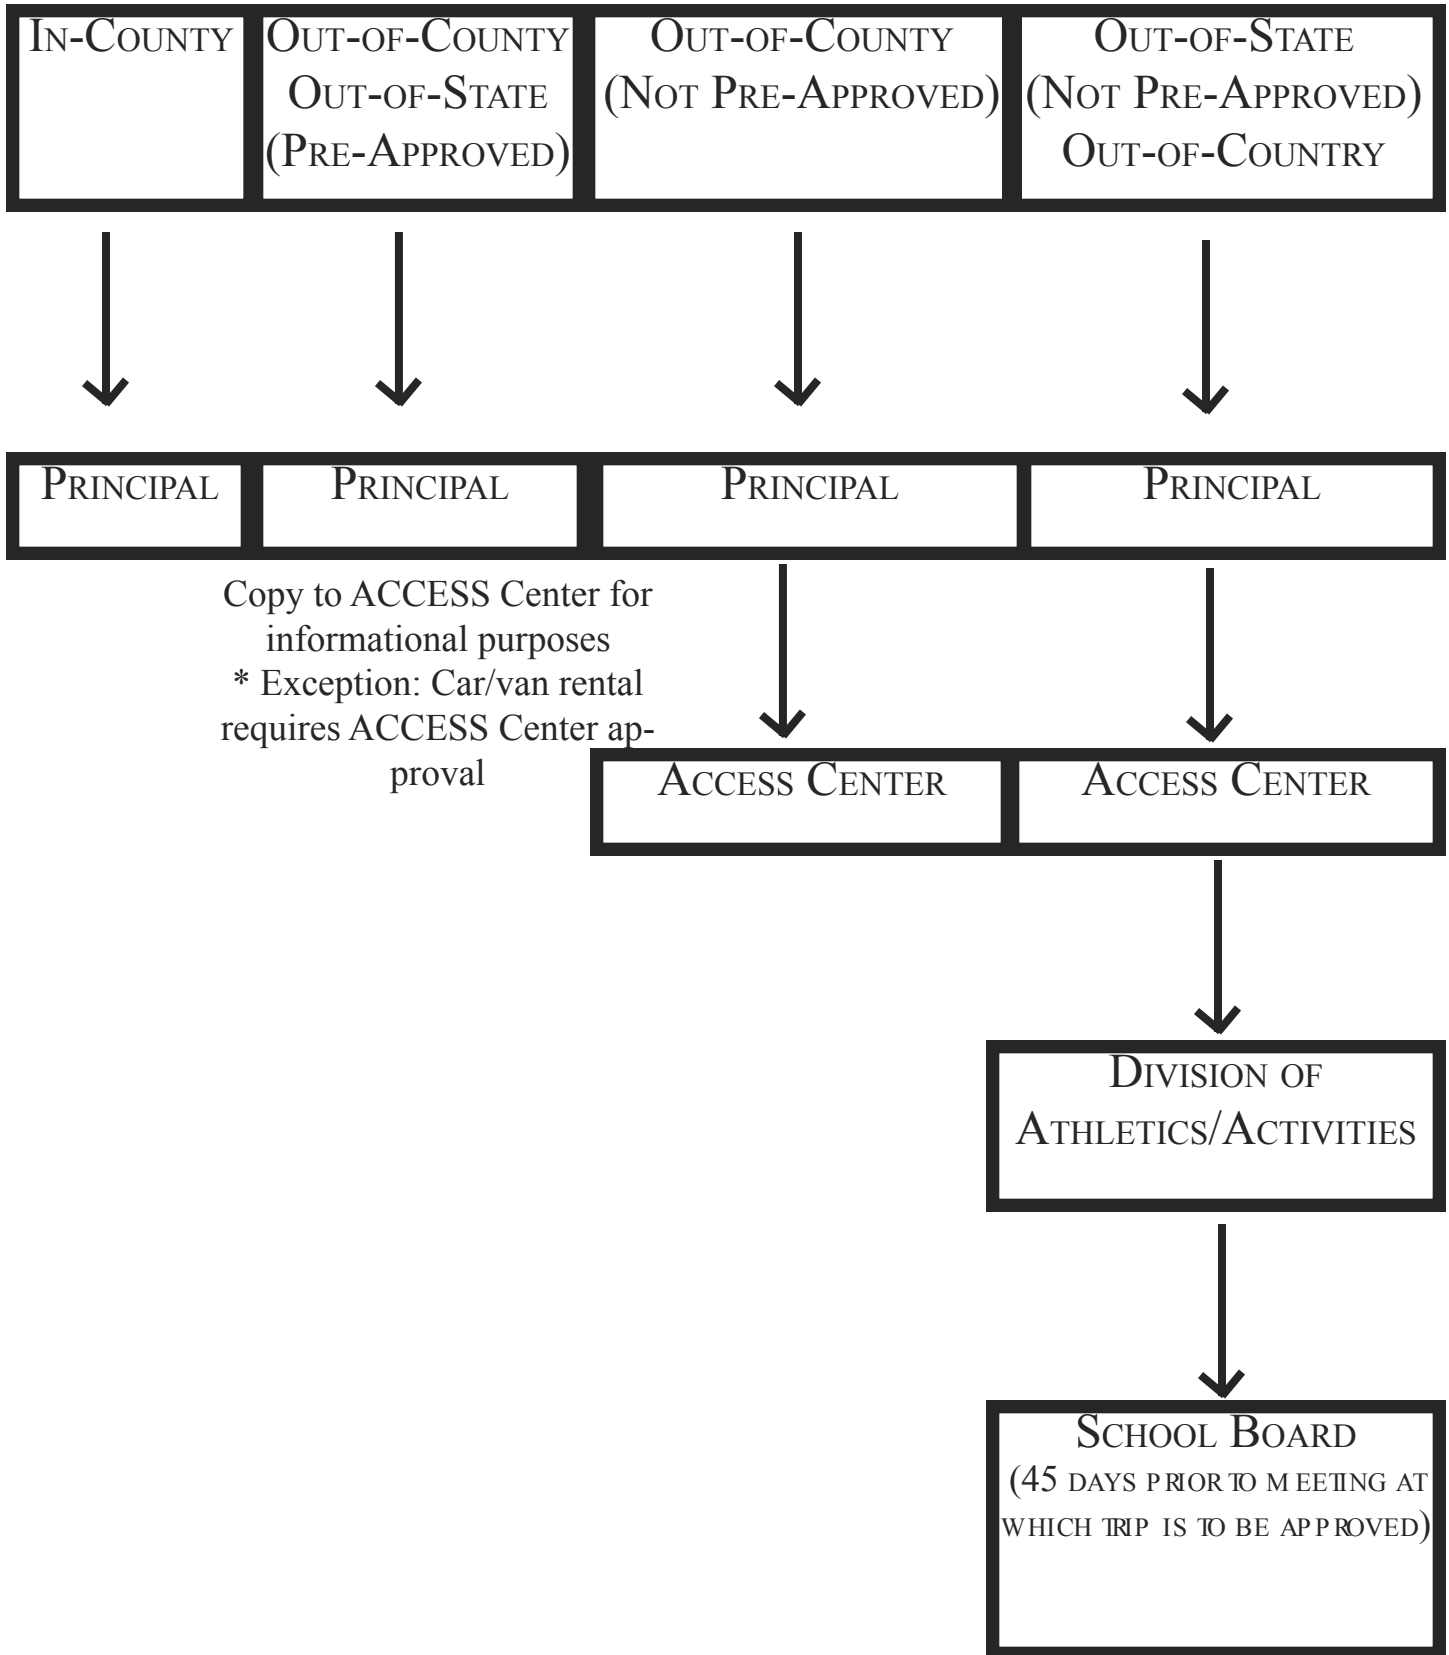 In-County
Out-of-County
Out-of-State
(Pre-Approved)
Out-of-County
(Not Pre-Approved)
Out-of-State
(Not Pre-Approved)
Out-of-Country
Principal
Principal
Principal
Principal
Copy to ACCESS Center for
informational purposes
* Exception: Car/van rental
requires ACCESS Center ap-
proval
Access Center
Access Center
Division of
Athletics/Activities
School Board
(45 days prior to meeting at
which trip is to be approved)